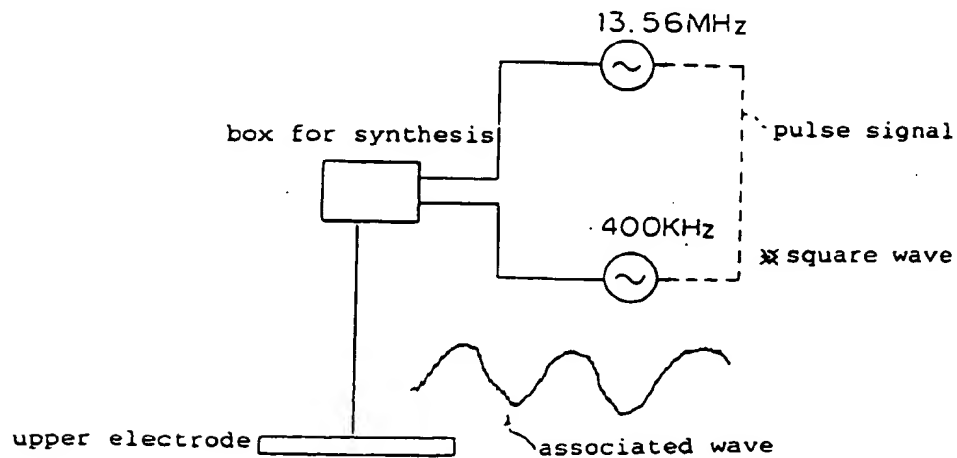 13.56MHz
box for synthesis
pulse signal
400KHz
※ square wave
upper electrode
associated wave